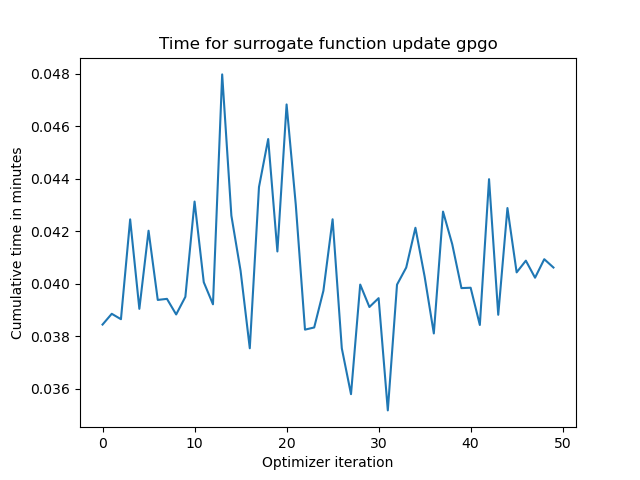 Time for surrogate function update gpgo
Cumulative time in minutes
0.048
0.046
0.044
0.042
0.040
0.038
0.036
0 10 20 30 40 50
Optimizer iteration